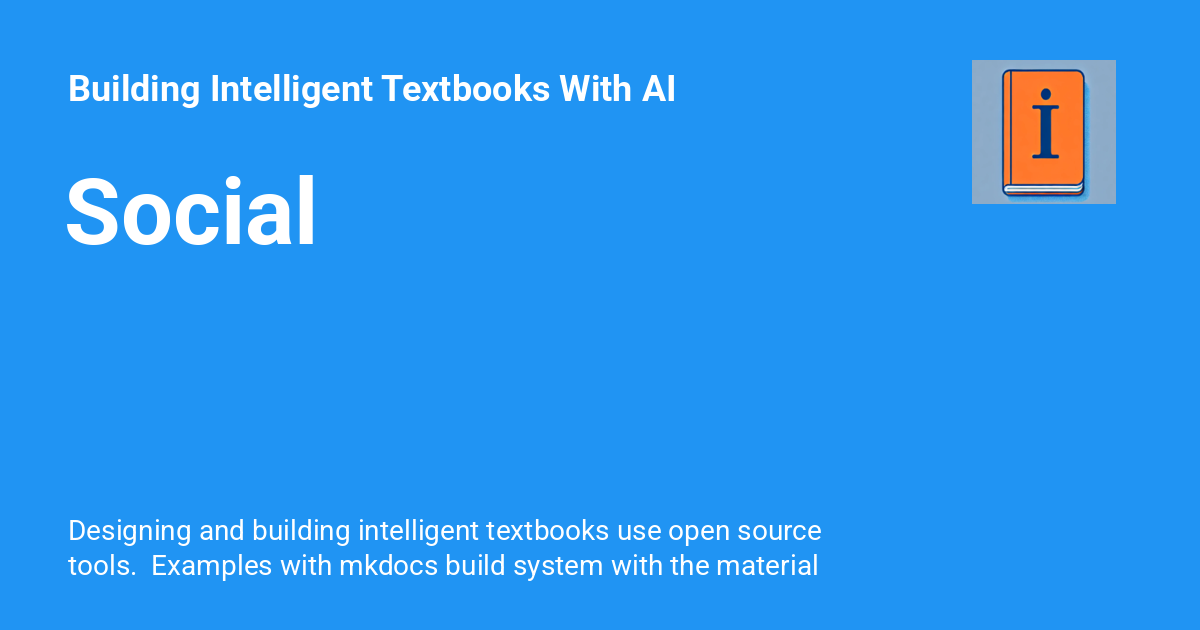 Building Intelligent Textbooks With AI
i
Social
Designing and building intelligent textbooks use open source
tools.  Examples with mkdocs build system with the material